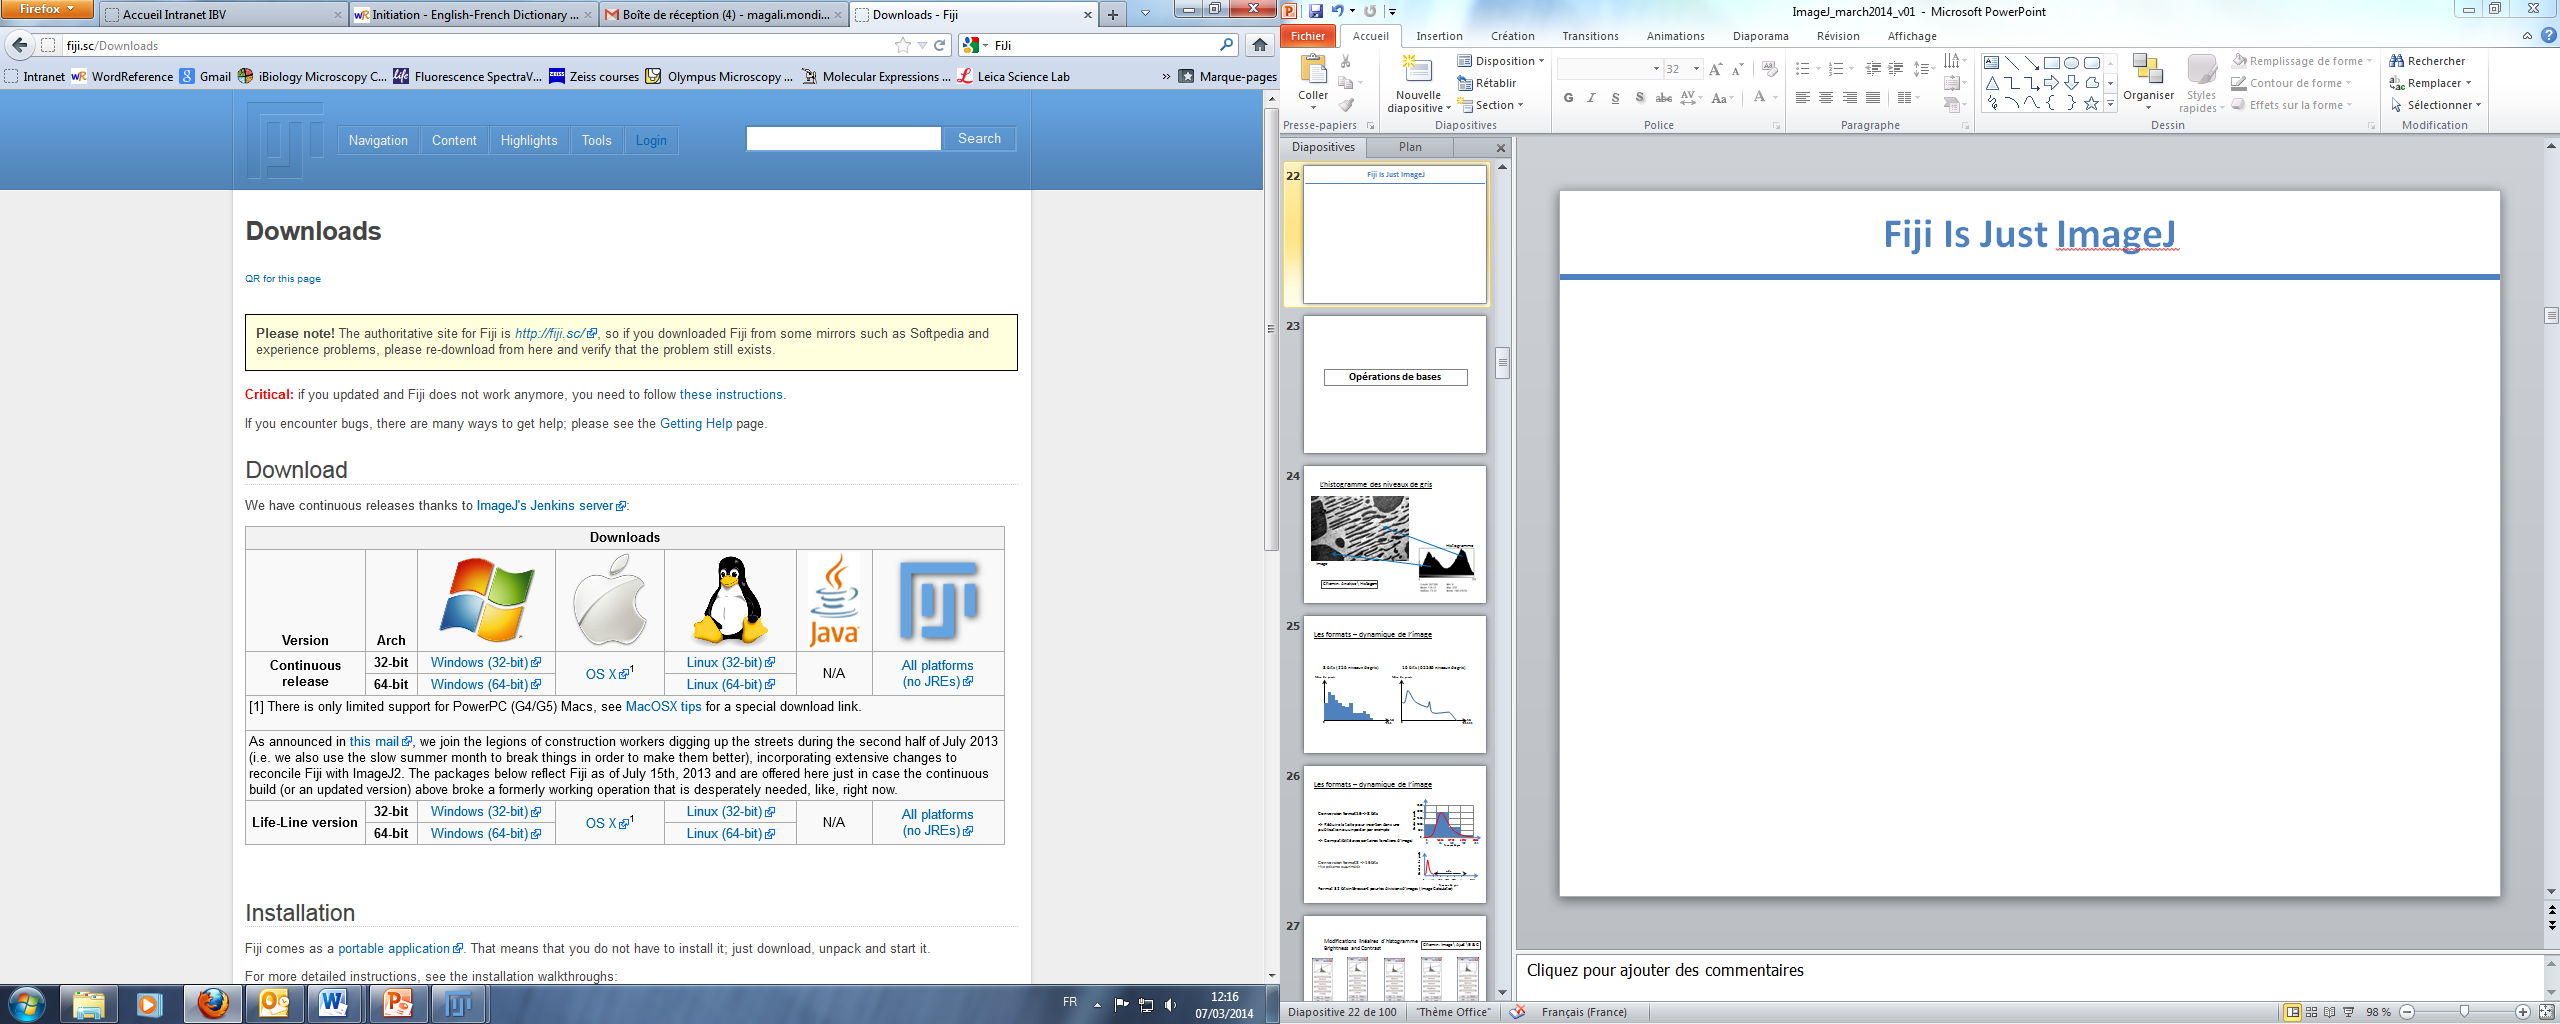 Firefox
Accueil Intranet IBV
Initiation - English-French Dictionary ...
Boîte de réception (4) - magali.mondi...
Downloads - Fiji
fiji.sc/Downloads
FiJi
Intranet
WordReference
Gmail
iBiology Microscopy C...
Fluorescence SpectraV...
Zeiss courses
Olympus Microscopy ...
Molecular Expressions ...
Leica Science Lab
»
Marque-pages
Navigation
Content
Highlights
Tools
Login
Search
Downloads
QR for this page
Please note! The authoritative site for Fiji is http://fiji.sc/, so if you downloaded Fiji from some mirrors such as Softpedia and
experience problems, please re-download from here and verify that the problem still exists.
Critical: if you updated and Fiji does not work anymore, you need to follow these instructions.
If you encounter bugs, there are many ways to get help; please see the Getting Help page.
Download
We have continuous releases thanks to ImageJ's Jenkins server:
Downloads
Version
Arch
Java
Continuous
release
32-bit
Windows (32-bit)
OS X 1
Linux (32-bit)
N/A
All platforms
(no JREs)
64-bit
Windows (64-bit)
Linux (64-bit)
[1] There is only limited support for PowerPC (G4/G5) Macs, see MacOSX tips for a special download link.
As announced in this mail, we join the legions of construction workers digging up the streets during the second half of July 2013
(i.e. we also use the slow summer month to break things in order to make them better), incorporating extensive changes to
reconcile Fiji with ImageJ2. The packages below reflect Fiji as of July 15th, 2013 and are offered here just in case the continuous
build (or an updated version) above broke a formerly working operation that is desperately needed, like, right now.
Life-Line version
32-bit
Windows (32-bit)
OS X 1
Linux (32-bit)
N/A
All platforms
(no JREs)
64-bit
Windows (64-bit)
Linux (64-bit)
Installation
Fiji comes as a portable application. That means that you do not have to install it; just download, unpack and start it.
For more detailed instructions, see the installation walkthroughs:
FR
12:16
07/03/2014
ImageJ_march2014_v01 - Microsoft PowerPoint
Fichier
Accueil
Insertion
Création
Transitions
Animations
Diaporama
Révision
Affichage
Coller
Presse-papiers
Nouvelle
diapositive
Disposition
Rétablir
Section
Diapositives
32
G I S S abc AV Aa A
Police
Paragraphe
Organiser
Styles
rapides
Remplissage de forme
Contour de forme
Effets sur la forme
Dessin
Rechercher
Remplacer
Sélectionner
Modification
Diapositives
Plan
22
Fiji Is Just ImageJ
23
Opérations de bases
24
L'histogramme des niveaux de gris
Histogramme
Image
25
Les formats – dynamique de l'image
26
Les formats – dynamique de l'image
27
Modifications linéaires d'histogramme
Brightness and Contrast
Fiji Is Just ImageJ
Cliquez pour ajouter des commentaires
Diapositive 22 de 100
"Thème Office"
Français (France)
98 %